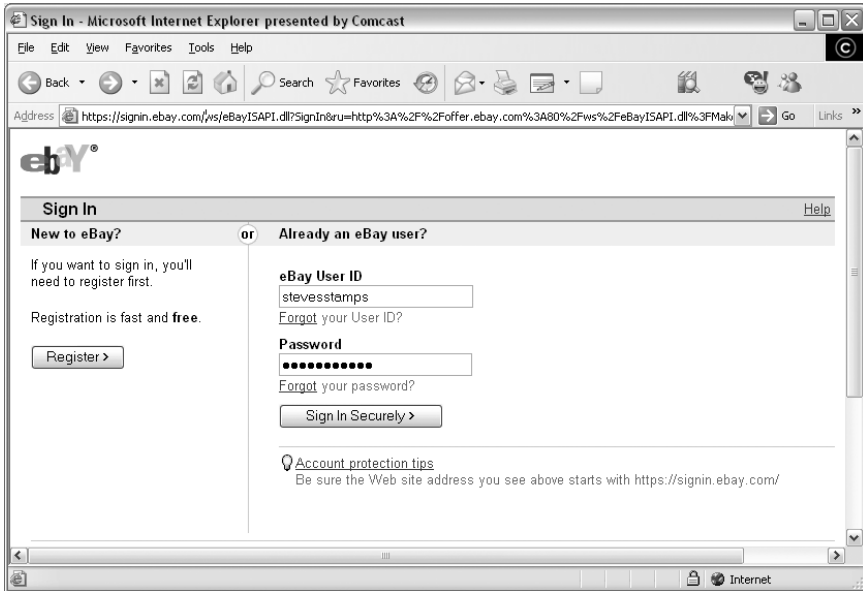 Sign In - Microsoft Internet Explorer presented by Comcast
File Edit View Favorites Tools Help
Back Search Favorites
Address https://signin.ebay.com/ws/eBayISAPI.dll?SignIn&ru=http%3A%2F%2Foffer.ebay.com%3A80%2Fws%2FeBayISAPI.dll%3FMak Go Links »
ebaY®
Sign In Help
New to eBay? or Already an eBay user?
If you want to sign in, you'll
need to register first.
Registration is fast and free.
Register >
eBay User ID
stevesstamps
Forgot your User ID?
Password
•••••••••••
Forgot your password?
Sign In Securely >
Account protection tips
Be sure the Web site address you see above starts with https://signin.ebay.com/
Internet